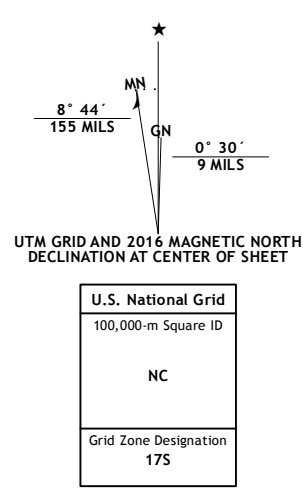 MN
8° 44´
155 MILS
GN
0° 30´
9 MILS
UTM GRID AND 2016 MAGNETIC NORTH
DECLINATION AT CENTER OF SHEET
U.S. National Grid
100,000-m Square ID
NC
Grid Zone Designation
17S